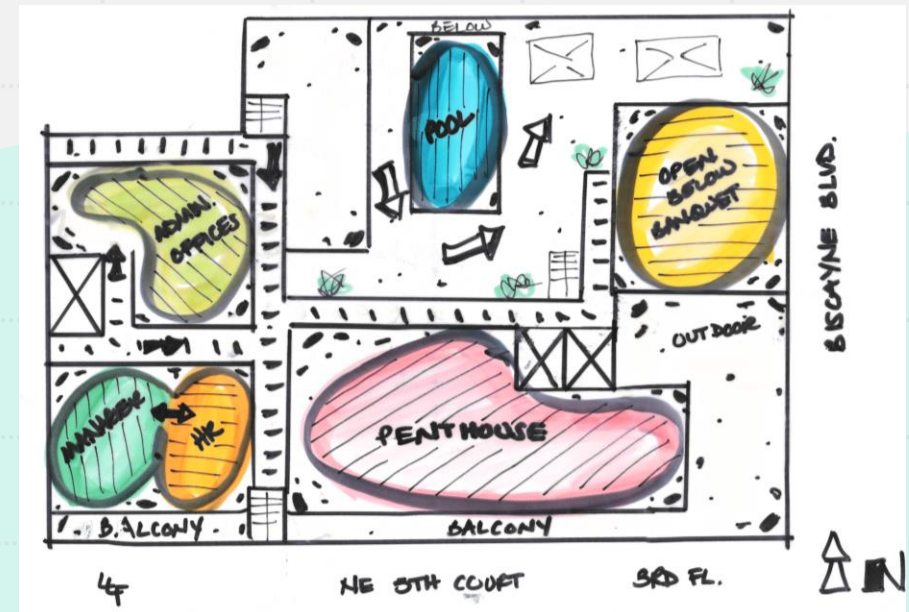 BELOW
POOL
OPEN
BELOW
BANQUET
BISCAYNE BLVD.
ADMIN.
OFFICES
OUTDOOR
MANAGER
HR
PENTHOUSE
BALCONY
BALCONY
NE 5TH COURT
3RD FL.
N